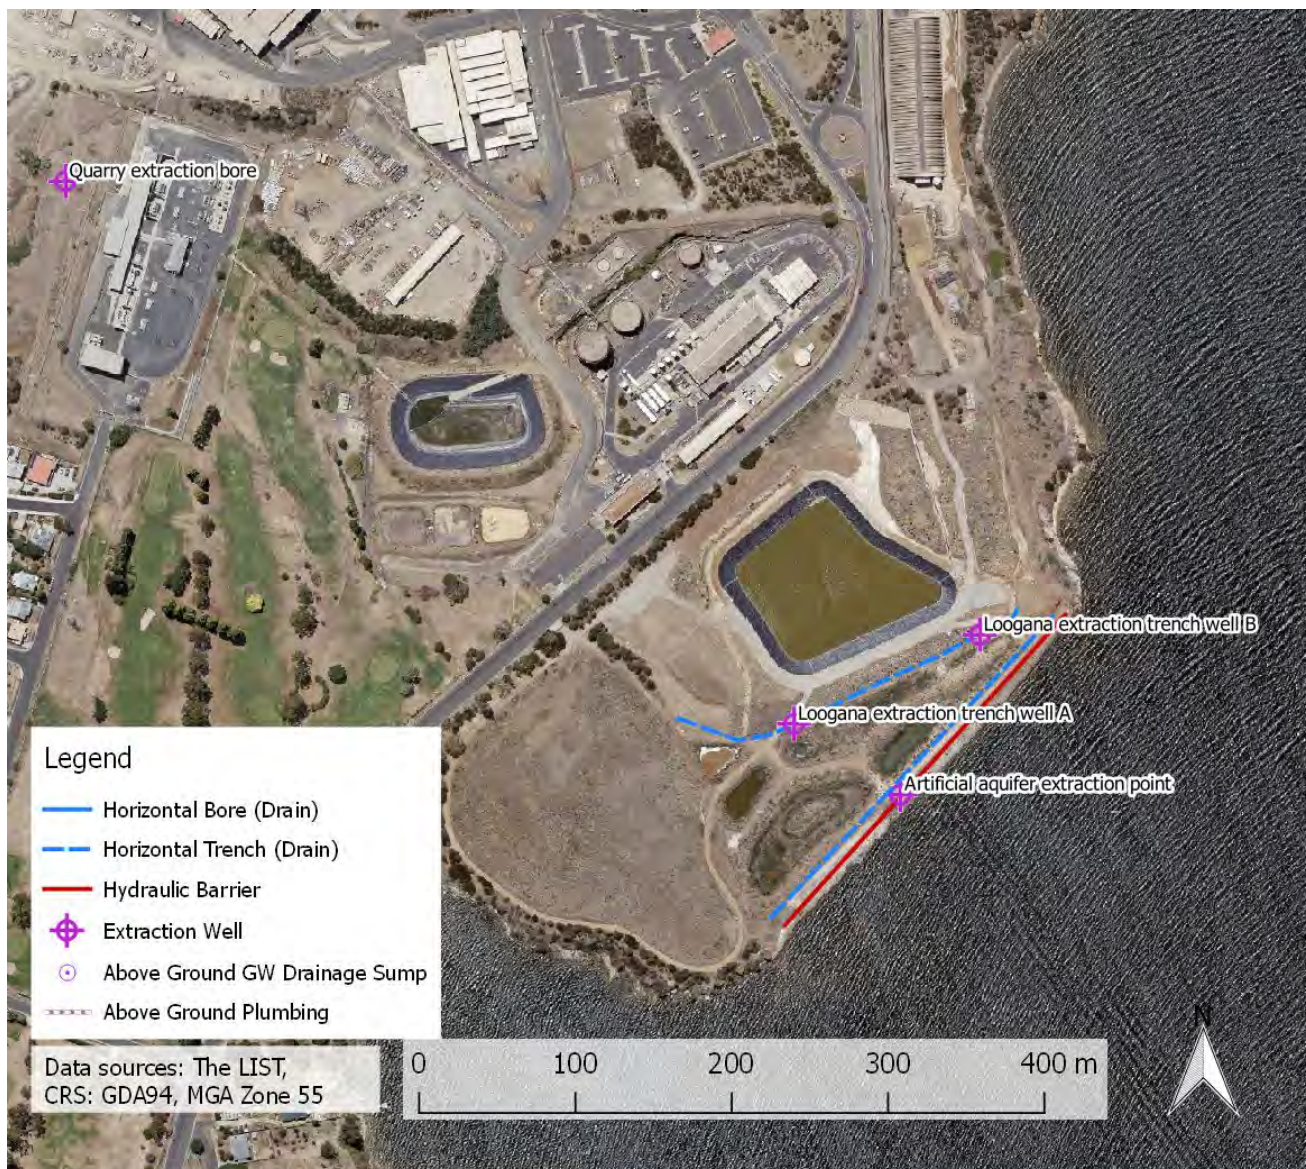 Quarry extraction bore
Loogana extraction trench well B
Loogana extraction trench well A
Artificial aquifer extraction point
Legend
Horizontal Bore (Drain)
Horizontal Trench (Drain)
Hydraulic Barrier
Extraction Well
Above Ground GW Drainage Sump
Above Ground Plumbing
Data sources: The LIST,
CRS: GDA94, MGA Zone 55
0 100 200 300 400 m
N